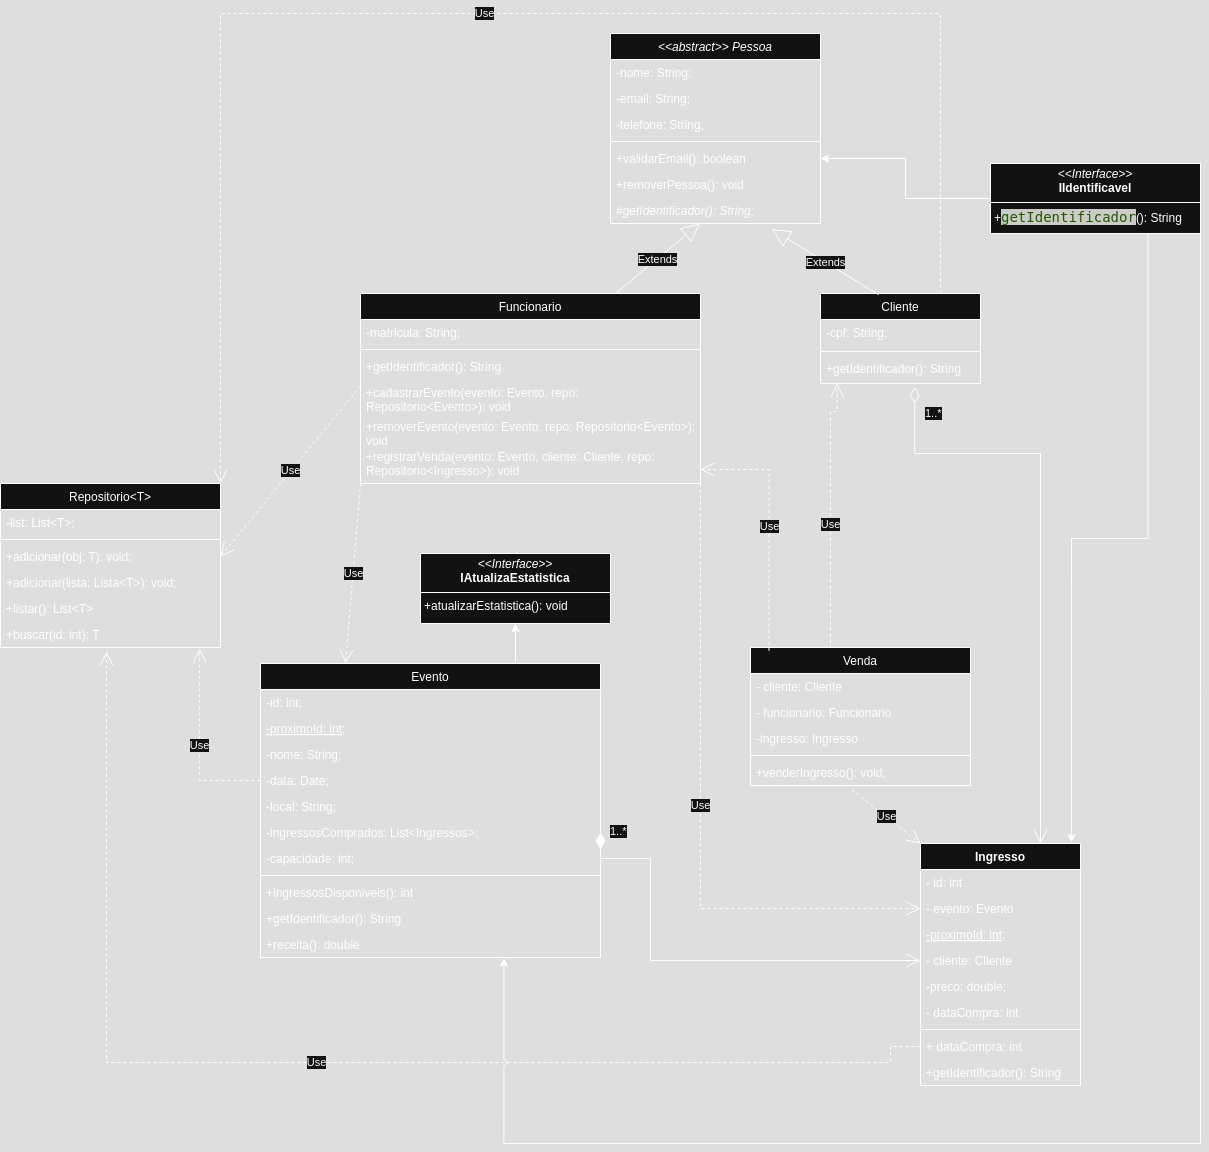 Use
<<abstract>> Pessoa
-nome: String;
-email: String;
-telefone: String;
+validarEmail(): boolean
+removerPessoa(): void
#getIdentificador(): String;
<<Interface>>
IIdentificavel
+getIdentificador(): String
Extends
Extends
Funcionario
-matricula: String;
+getIdentificador(): String
+cadastrarEvento(evento: Evento, repo:
Repositorio<Evento>): void
+removerEvento(evento: Evento, repo: Repositorio<Evento>):
void
+registrarVenda(evento: Evento, cliente: Cliente, repo:
Repositorio<Ingresso>): void
Cliente
-cpf: String;
+getIdentificador(): String
1..*
Use
Repositorio<T>
-list: List<T>;
+adicionar(obj: T): void;
+adicionar(lista: Lista<T>): void;
+listar(): List<T>
+buscar(id: int): T
Use
Use
Use
<<Interface>>
IAtualizaEstatistica
+atualizarEstatistica(): void
Evento
-id: int;
-proximoId: int;
-nome: String;
-data: Date;
-local: String;
-ingressosComprados: List<Ingressos>;
-capacidade: int;
+ingressosDisponiveis(): int
+getIdentificador(): String
+receita(): double
1..*
Use
Venda
- cliente: Cliente
- funcionario: Funcionario
-ingresso: Ingresso
+venderIngresso(): void;
Use
Use
Ingresso
- id: int
- evento: Evento
-proximoId: int;
- cliente: Cliente
-preco: double;
- dataCompra: int
+ dataCompra: int
+getIdentificador(): String
Use